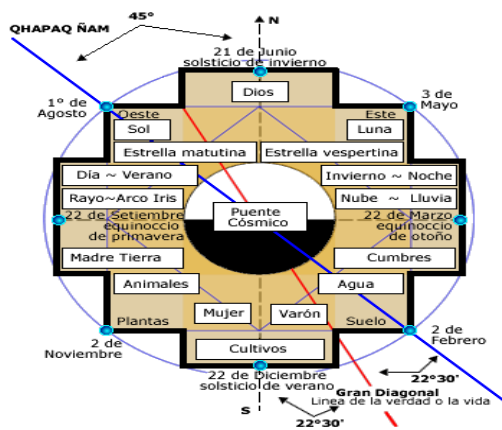 45°
N
QHAPAQ ÑAM
21 de Junio
solsticio de invierno
Dios
1° de
Agosto
3 de
Mayo
Oeste
Este
Sol
Luna
Estrella matutina
Estrella vespertina
Día ~ Verano
Invierno ~ Noche
Rayo~Arco Iris
Nube ~ Lluvia
Puente
Cósmico
22 de Setiembre
equinoccio
de primavera
22 de Marzo
equinoccio
de otoño
Madre Tierra
Cumbres
Animales
Agua
Mujer
Varón
Plantas
Suelo
2 de
Noviembre
2 de
Febrero
Cultivos
22 de Diciembre
solsticio de verano
22°30'
Gran Diagonal
Linea de la verdad o la vida
S
22°30'